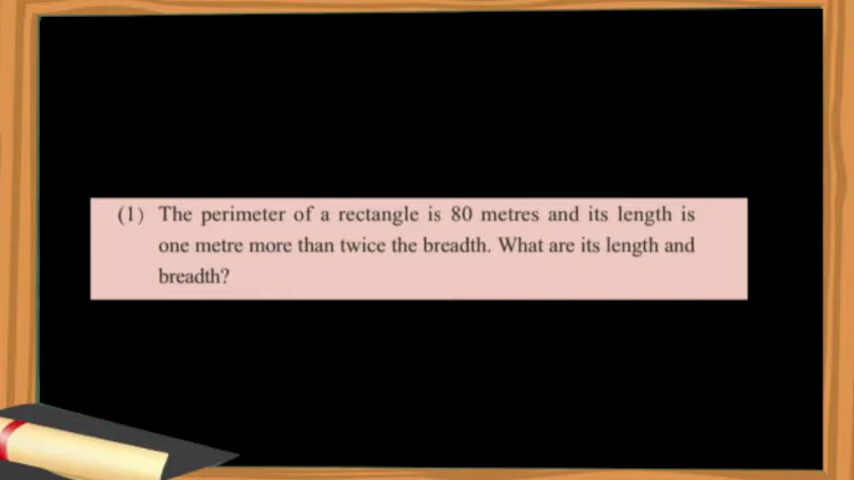 (1) The perimeter of a rectangle is 80 metres and its length is
one metre more than twice the breadth. What are its length and
breadth?